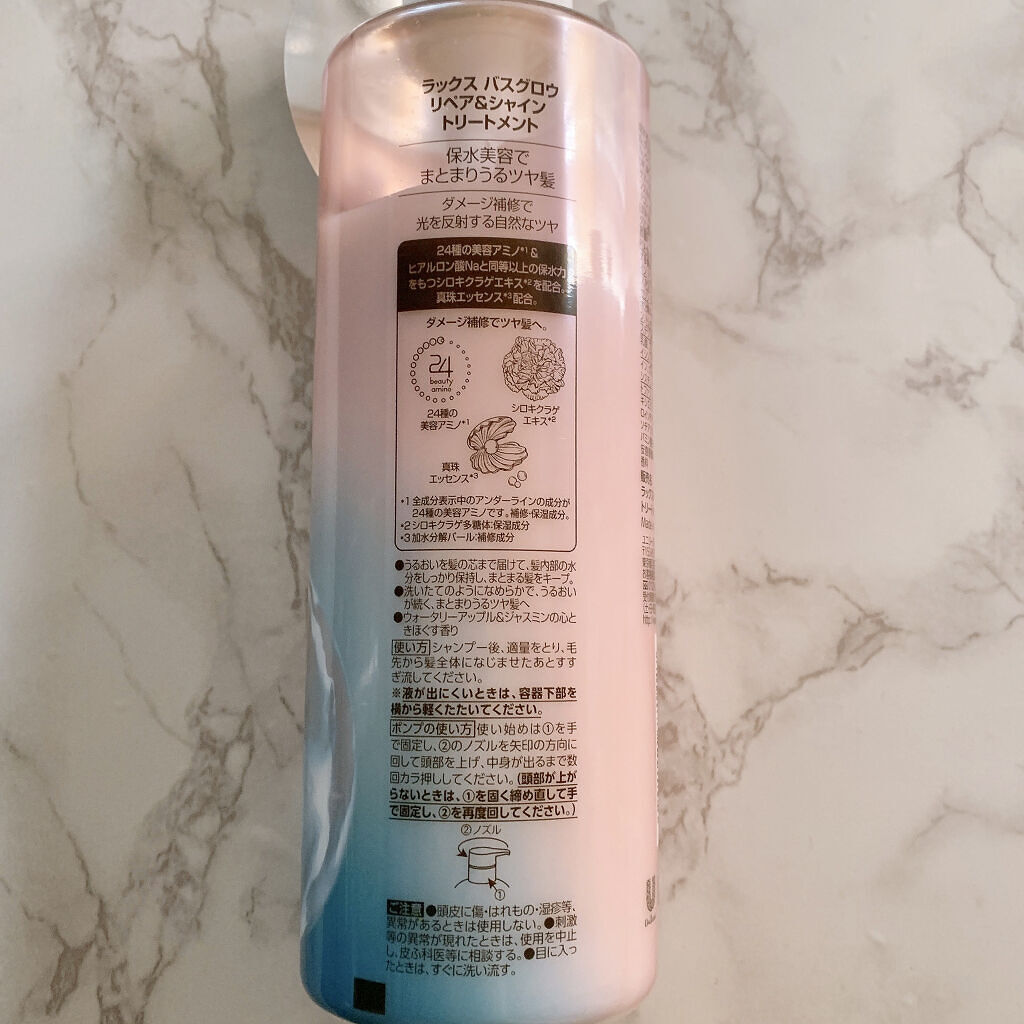 ラックス バスグロウ
リペア&シャイン
トリートメント
保水美容で
まとまりうるツヤ髪
ダメージ補修で
光を反射する自然なツヤ
24種の美容アミノ*1 &
ヒアルロン酸Naと同等以上の保水力
をもつシロキクラゲエキス*2を配合。
真珠エッセンス*3配合。
ダメージ補修でツヤ髪へ。
24
beauty
amino
24種の
美容アミノ*1
シロキクラゲ
エキス*2
真珠
エッセンス*3
*1 全成分表示中のアンダーラインの成分が
24種の美容アミノです。補修・保湿成分。
*2 シロキクラゲ多糖体:保湿成分
*3 加水分解パール:補修成分
●うるおいを髪の芯まで届けて、髪内部の水
分をしっかり保持し、まとまる髪をキープ。
●洗いたてのようになめらかで、うるおい
が続く、まとまりうるツヤ髪へ
●ウォータリーアップル&ジャスミンの心と
きほぐす香り
使い方 シャンプー後、適量をとり、毛
先から髪全体になじませたあとすす
ぎ流してください。
※液が出にくいときは、容器下部を
横から軽くたたいてください。
ポンプの使い方 使い始めは①を手
で固定し、②のノズルを矢印の方向に
回して頭部を上げ、中身が出るまで数
回カラ押ししてください。(頭部が上が
らないときは、①を固く締め直して手
で固定し、②を再度回してください。)
②ノズル
①
ご注意 ●頭皮に傷・はれもの・湿疹等、
異常があるときは使用しない。●刺激
等の異常が現れたときは、使用を中止
し、皮ふ科医等に相談する。●目に入っ
たときは、すぐに洗い流す。